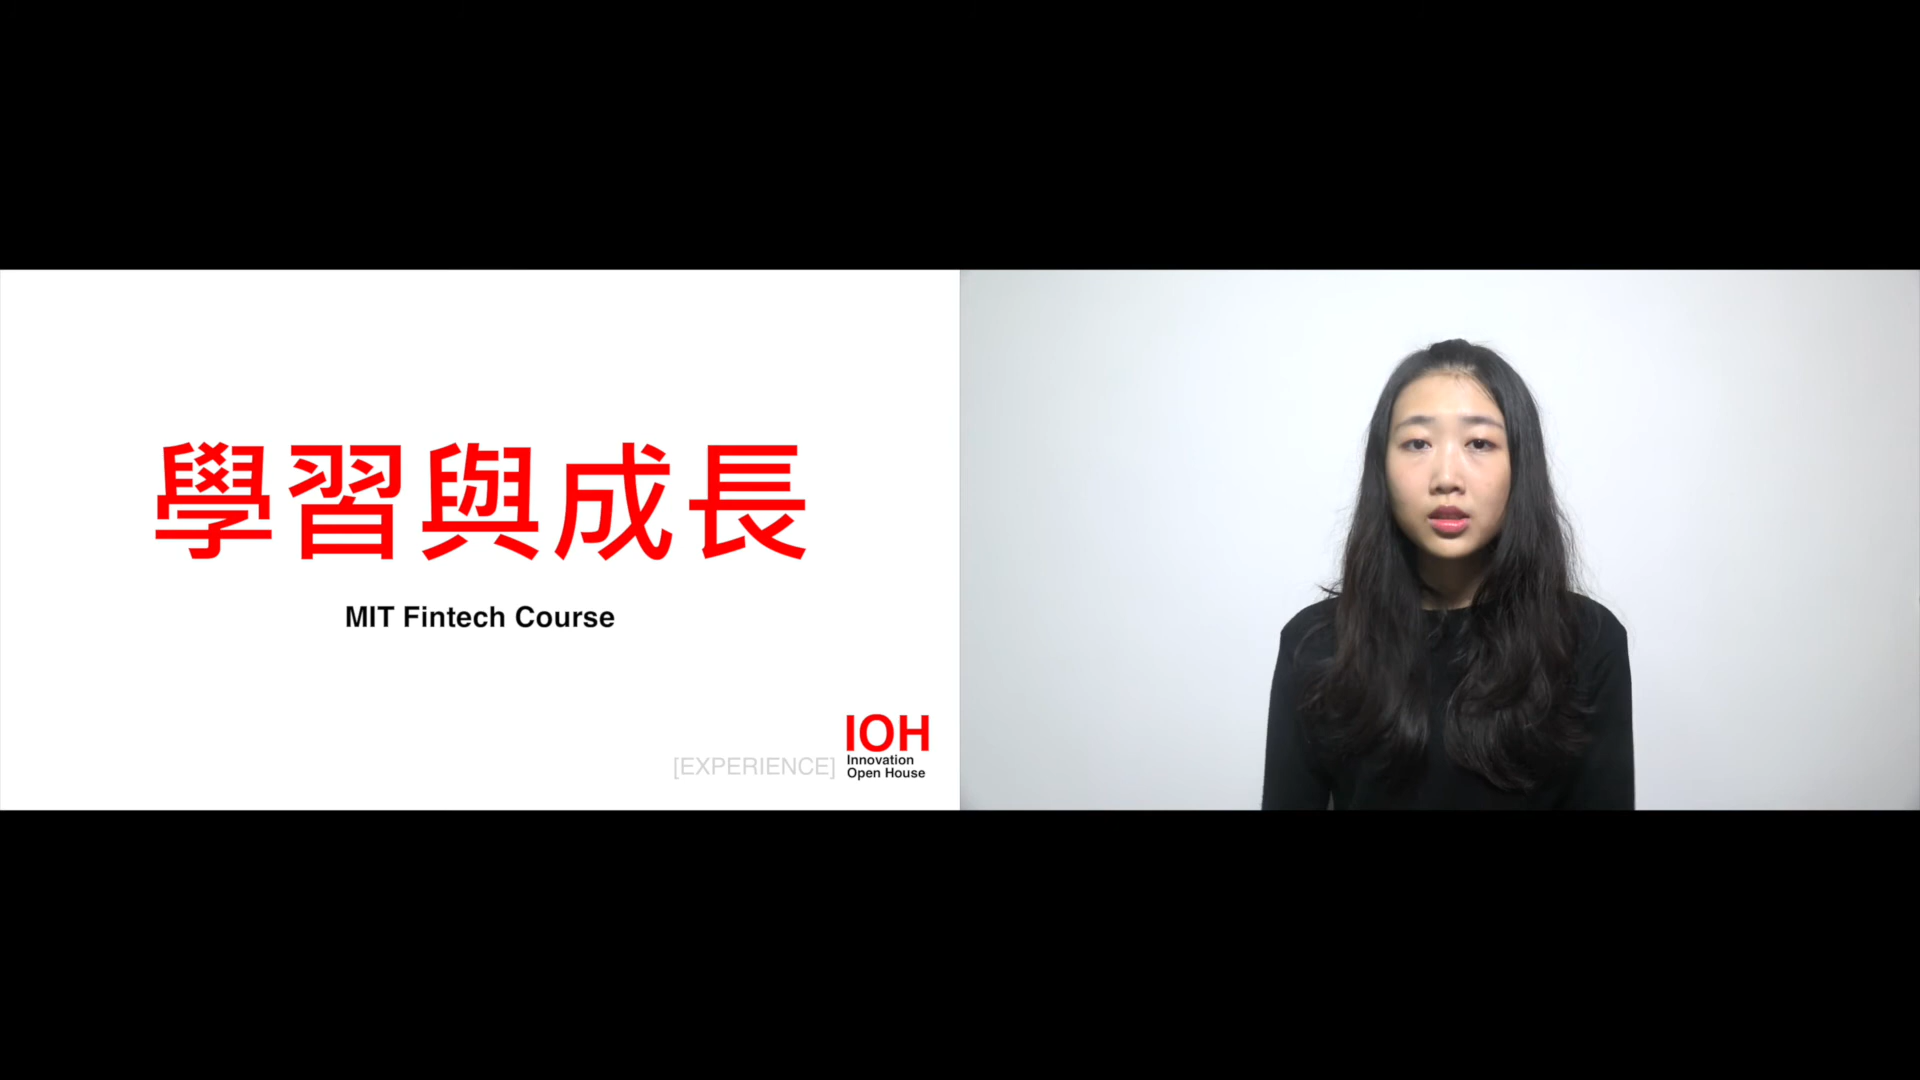 學習與成長
MIT Fintech Course
[EXPERIENCE]
IOH
Innovation
Open House